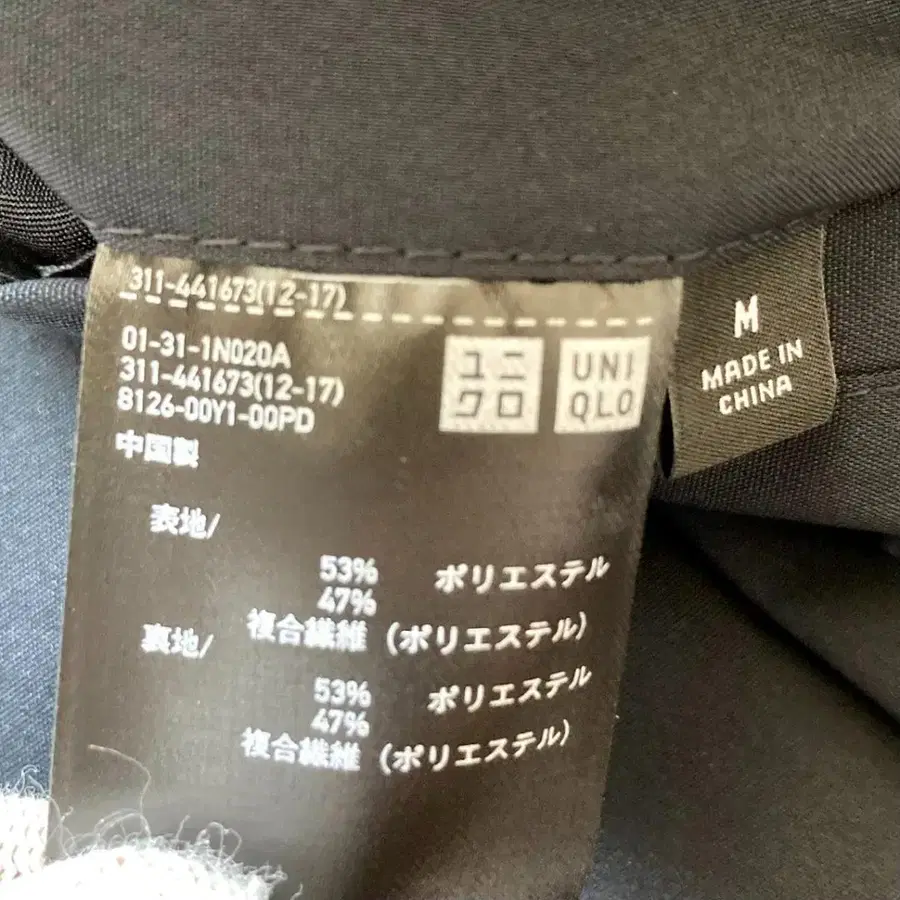 311-441673(12-17)
01-31-1N020A
311-441673(12-17)
8126-00Y1-00PD
中国製
ユニ
クロ
UNI
QLO
M
MADE IN
CHINA
表地/
53% ポリエステル
47%
複合繊維(ポリエステル)
裏地/
53% ポリエステル
47%
複合繊維(ポリエステル)